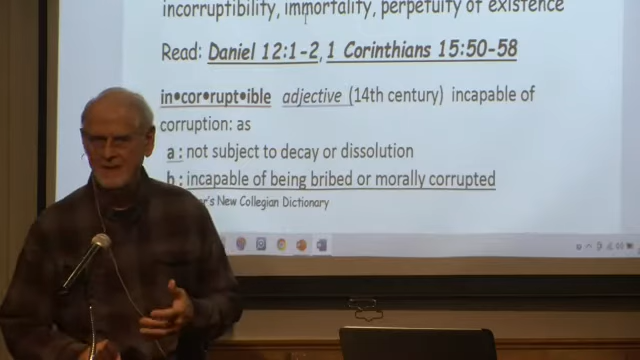 incorruptibility, immortality, perpetuity of existence
Read: Daniel 12:1-2, 1 Corinthians 15:50-58
in•cor•rupt•ible adjective (14th century) incapable of
corruption: as
a : not subject to decay or dissolution
b : incapable of being bribed or morally corrupted
New Collegian Dictionary